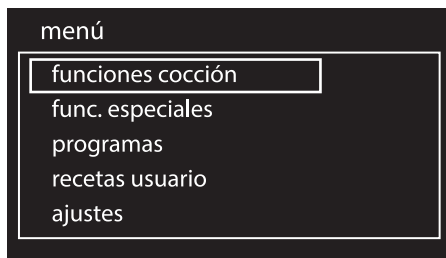 menú
funciones cocción
func. especiales
programas
recetas usuario
ajustes